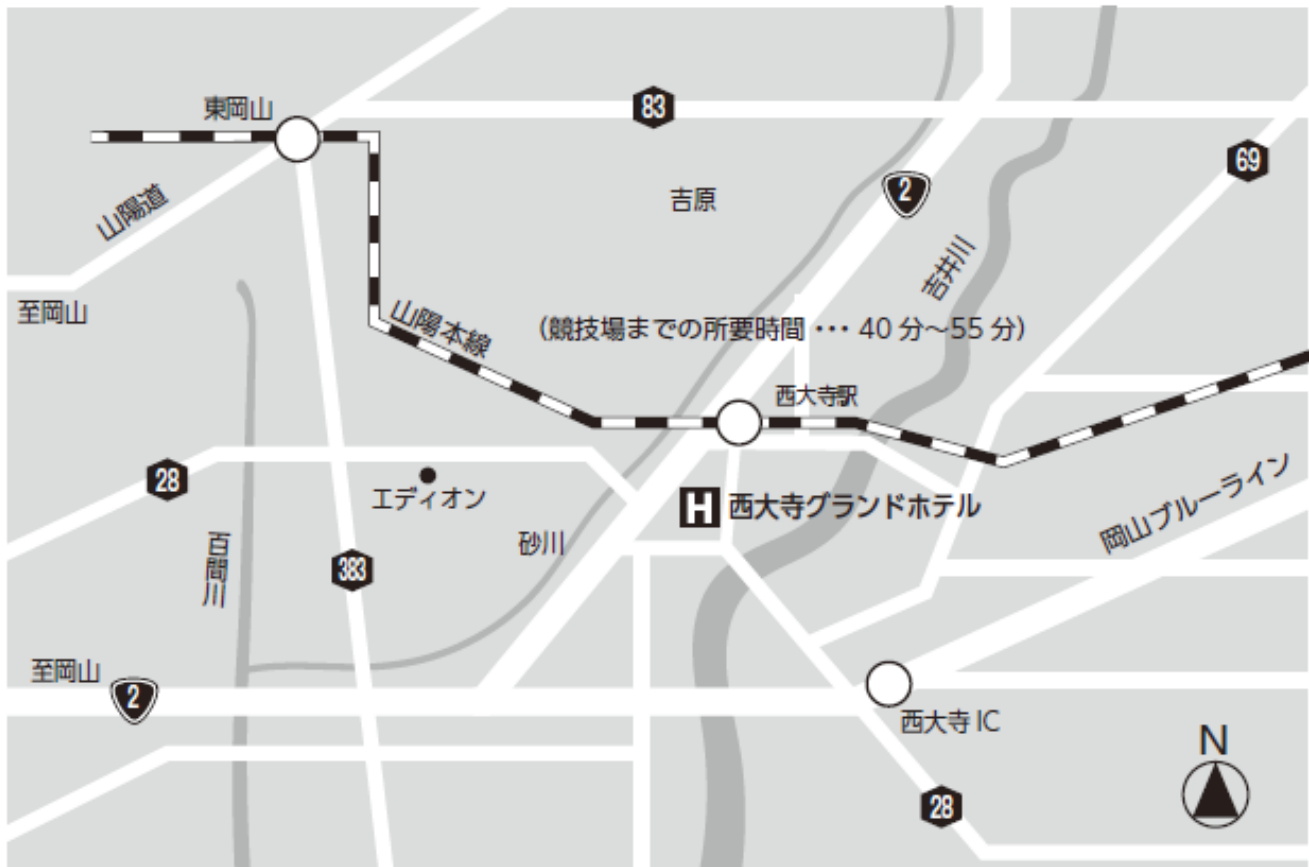 東岡山
83
69
2
吉原
山陽道
吉井川
至岡山
山陽本線
（競技場までの所要時間 ・・・ 40 分～55 分）
西大寺駅
28
エディオン
H 西大寺グランドホテル
岡山ブルーライン
砂川
百間川
383
至岡山
2
西大寺 IC
N
28